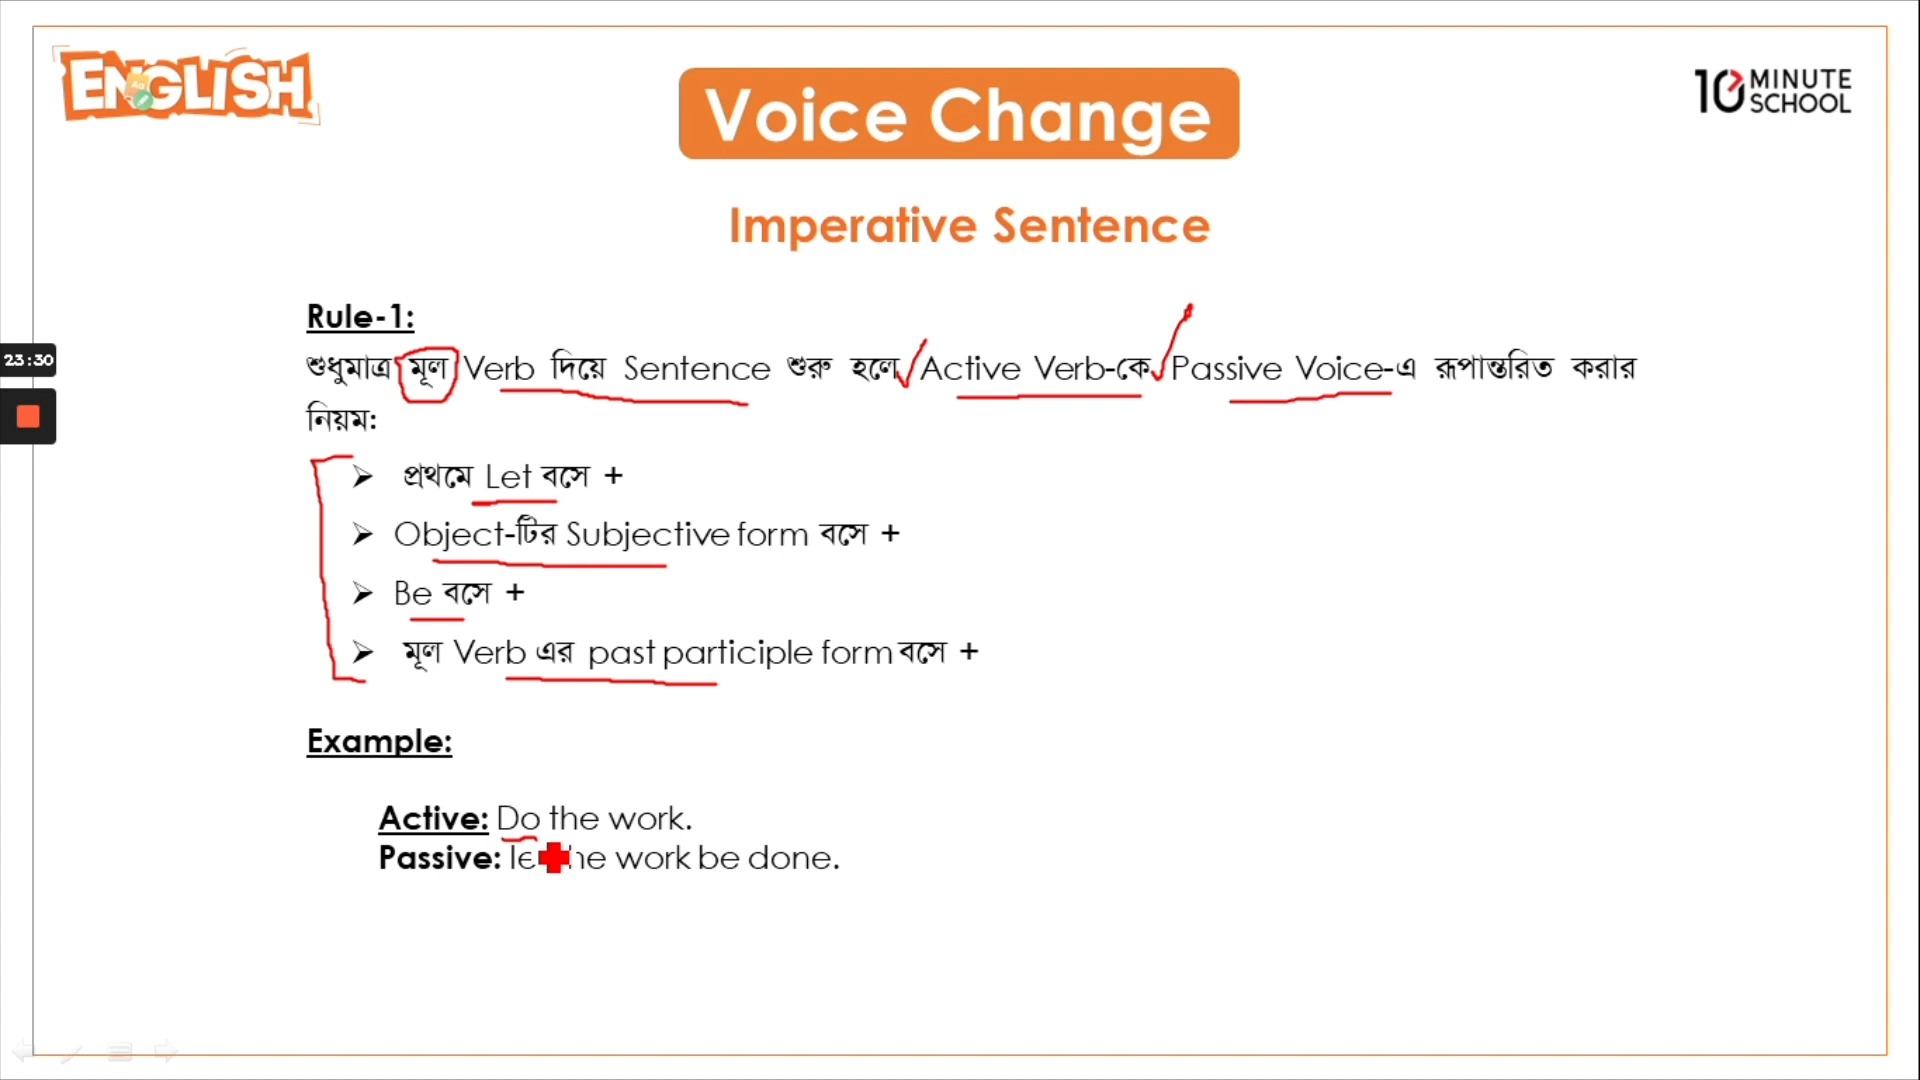 ENGLISH
Voice Change
10 MINUTE SCHOOL
Imperative Sentence
Rule-1:
শুধুমাত্র মূল Verb দিয়ে Sentence শুরু হলে Active Verb-কে Passive Voice-এ রূপান্তরিত করার
নিয়ম:
23:30
➤ প্রথমে Let বসে +
➤ Object-টির Subjective form বসে +
➤ Be বসে +
➤ মূল Verb এর past participle form বসে +
Example:
Active: Do the work.
Passive: work be done.